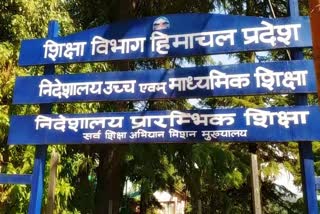 शिक्षा विभाग हिमाचल प्रदेश
निदेशालय उच्च एवम् माध्यमिक शिक्षा
निदेशालय प्रारम्भिक शिक्षा
सर्व शिक्षा अभियान मिशन मुख्यालय